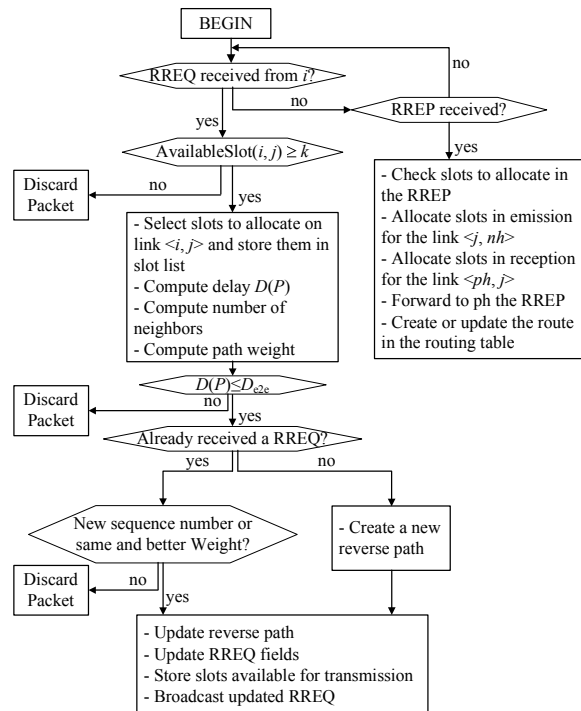 BEGIN
no
RREQ received from i?
no
RREP received?
yes
yes
AvailableSlot(i, j) ≥ k
no
Discard
Packet
yes
- Check slots to allocate in
the RREP
- Allocate slots in emission
for the link <j, nh>
- Allocate slots in reception
for the link <ph, j>
- Forward to ph the RREP
- Create or update the route
in the routing table
- Select slots to allocate on
link <i, j> and store them in
slot list
- Compute delay D(P)
- Compute number of
neighbors
- Compute path weight
D(P)≤De2e
no
Discard
Packet
yes
Already received a RREQ?
yes
no
New sequence number or
same and better Weight?
- Create a new
reverse path
no
Discard
Packet
yes
- Update reverse path
- Update RREQ fields
- Store slots available for transmission
- Broadcast updated RREQ